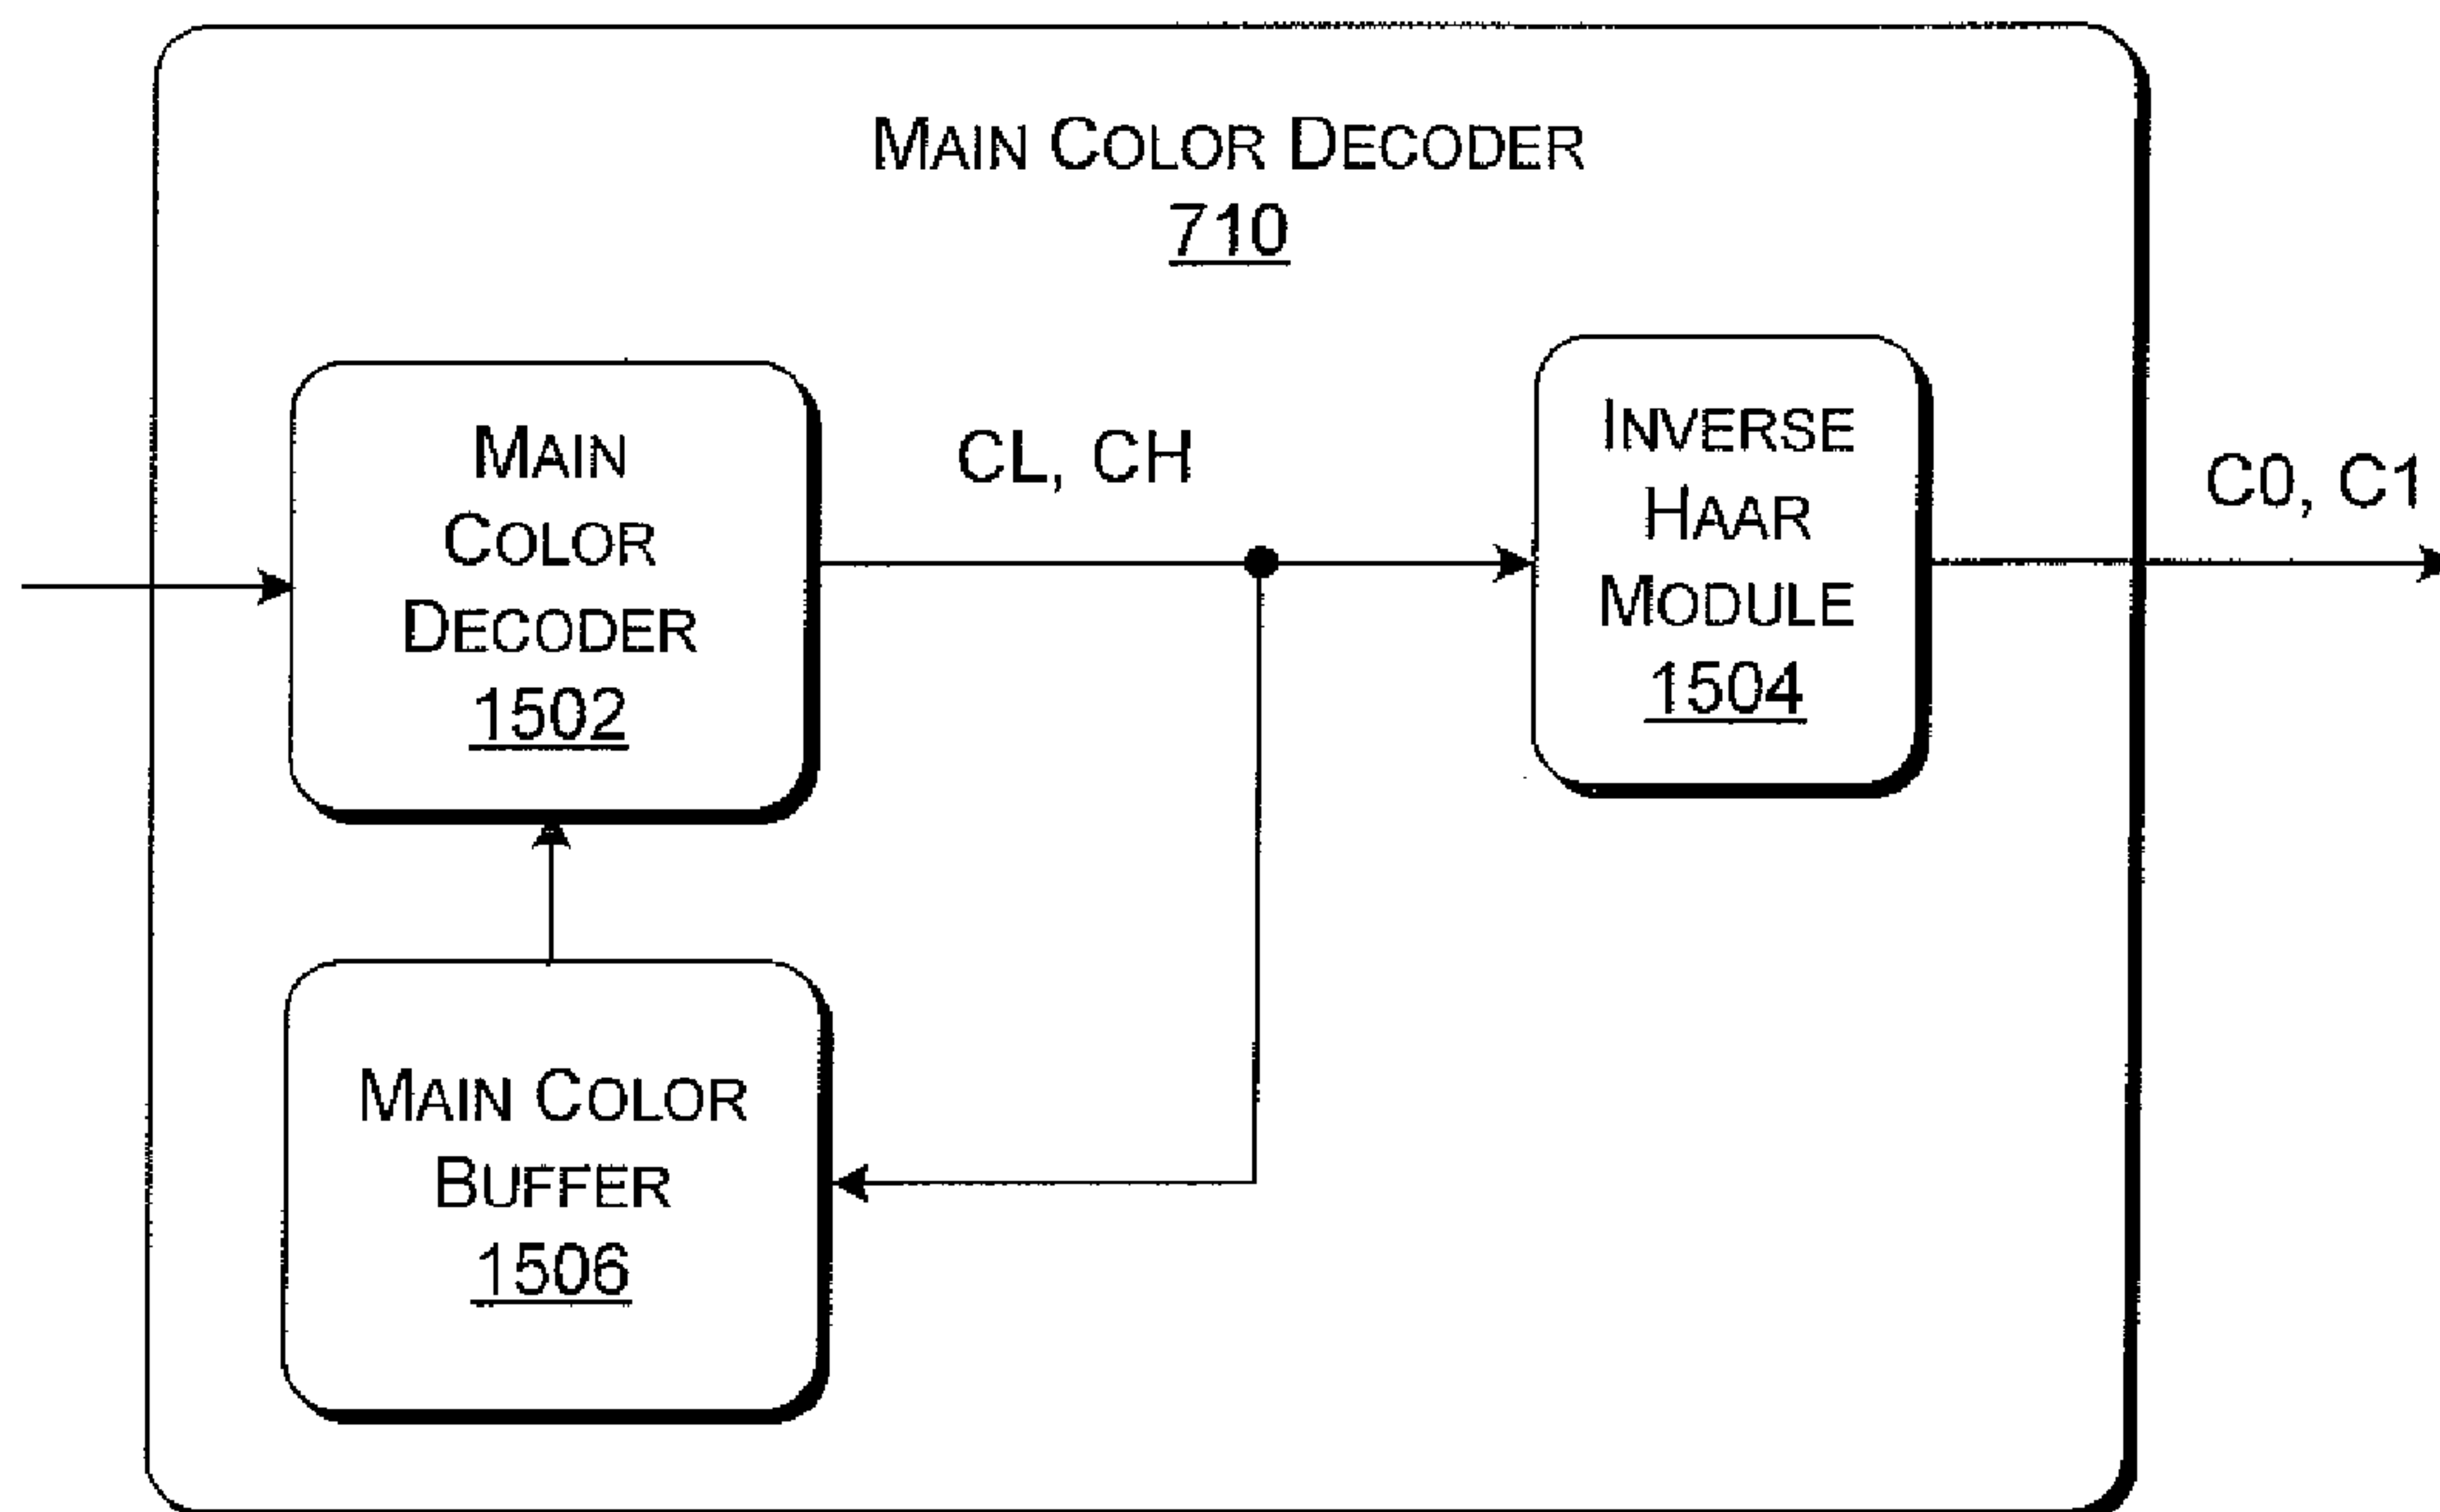 MAIN COLOR DECODER
710
MAIN
COLOR
DECODER
1502
CL, CH
INVERSE
HAAR
MODULE
1504
C0, C1
MAIN COLOR
BUFFER
1506